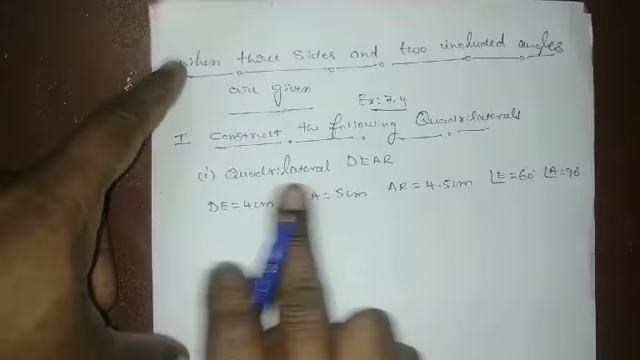 When three sides and two included angles
are given
Ex: 7.4
I Construct the following Quadrilaterals
(i) Quadrilateral DEAR
DE = 4cm A = 5cm AR = 4.5cm ∠E = 60° ∠A = 90°